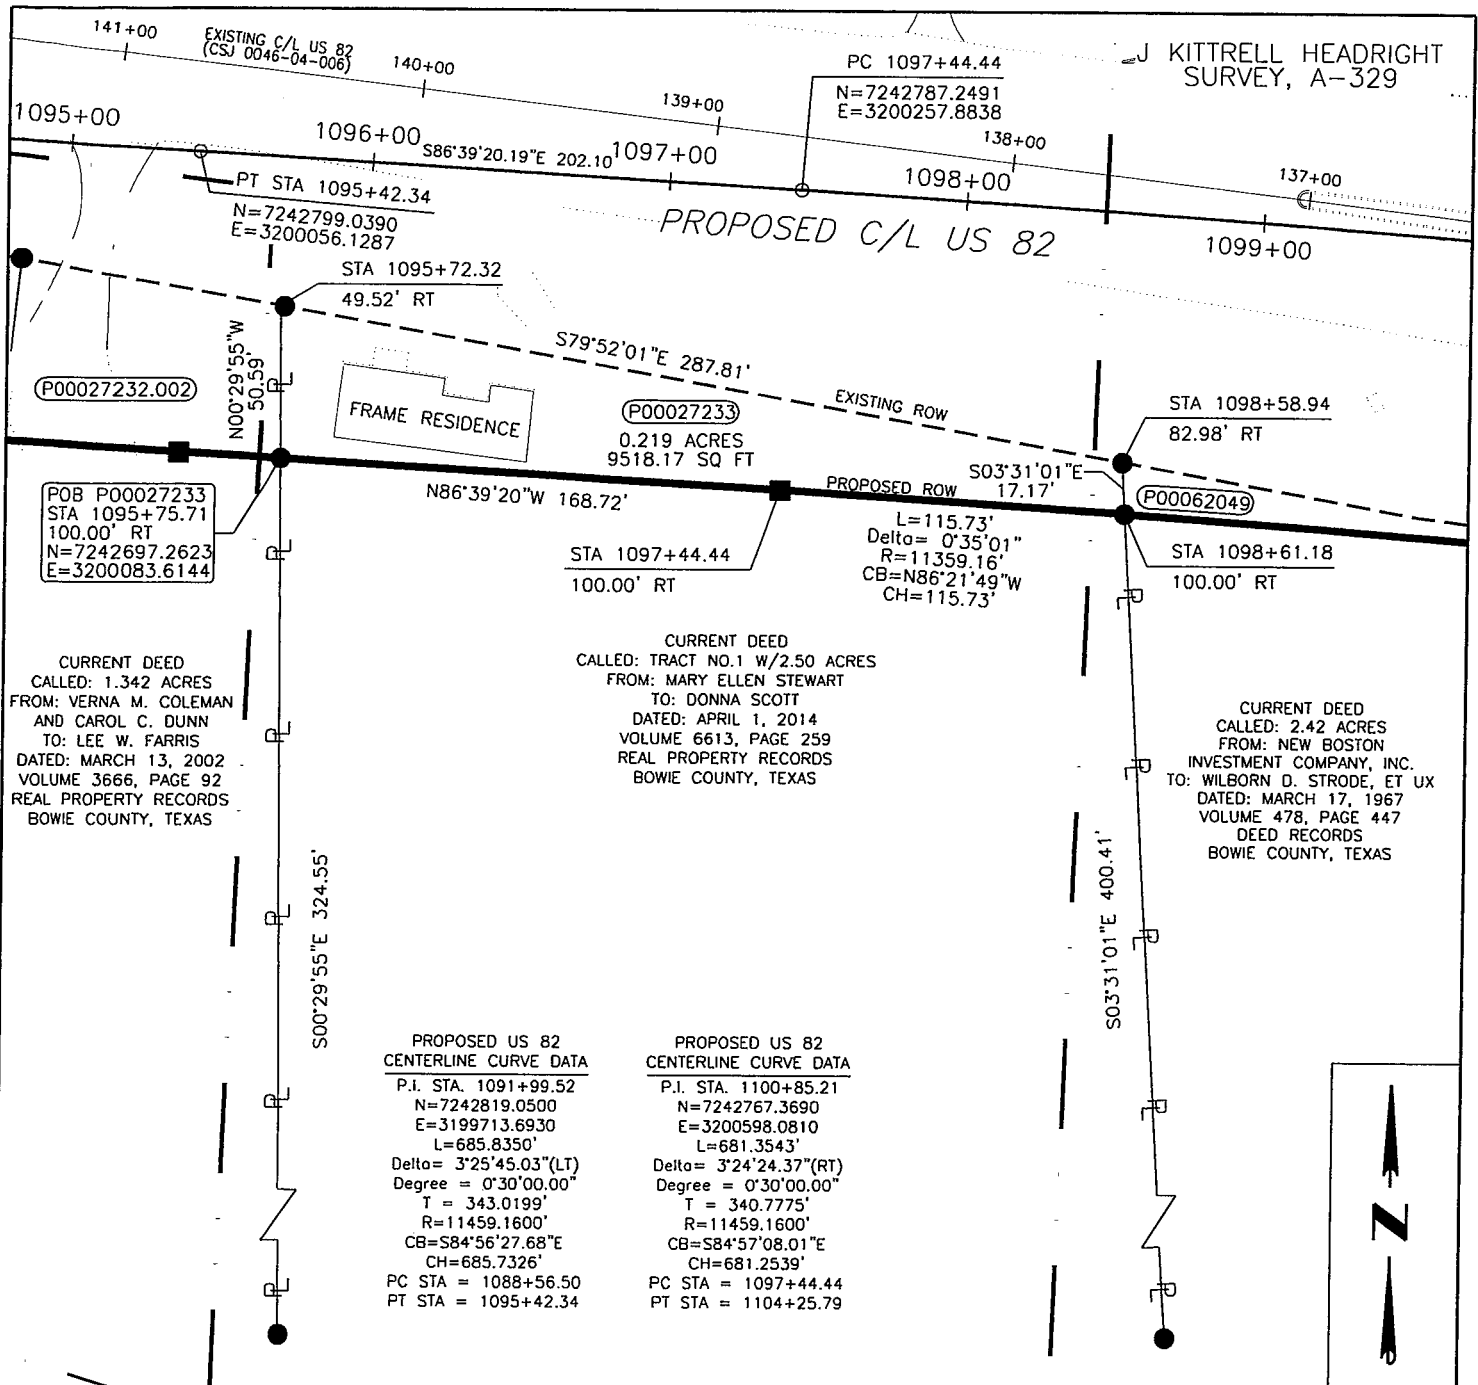 141+00
EXISTING C/L US 82
(CSJ 0046-04-006)
140+00
139+00
138+00
137+00
PC 1097+44.44
N=7242787.2491
E=3200257.8838
J KITTRELL HEADRIGHT
SURVEY, A-329
1095+00
1096+00
S86°39'20.19"E 202.10
1097+00
1098+00
1099+00
PROPOSED C/L US 82
PT STA 1095+42.34
N=7242799.0390
E=3200056.1287
STA 1095+72.32
49.52' RT
N00°29'55"W
50.59'
P00027232.002
FRAME RESIDENCE
S79°52'01"E 287.81'
EXISTING ROW
P00027233
0.219 ACRES
9518.17 SQ FT
STA 1098+58.94
82.98' RT
S03°31'01"E
17.17'
P00062049
N86°39'20"W 168.72'
PROPOSED ROW
POB P00027233
STA 1095+75.71
100.00' RT
N=7242697.2623
E=3200083.6144
STA 1097+44.44
100.00' RT
L=115.73'
Delta= 0°35'01"
R=11359.16'
CB=N86°21'49"W
CH=115.73'
STA 1098+61.18
100.00' RT
PL
PL
PL
PL
PL
PL
PL
PL
PL
PL
PL
CURRENT DEED
CALLED: 1.342 ACRES
FROM: VERNA M. COLEMAN
AND CAROL C. DUNN
TO: LEE W. FARRIS
DATED: MARCH 13, 2002
VOLUME 3666, PAGE 92
REAL PROPERTY RECORDS
BOWIE COUNTY, TEXAS
CURRENT DEED
CALLED: TRACT NO.1 W/2.50 ACRES
FROM: MARY ELLEN STEWART
TO: DONNA SCOTT
DATED: APRIL 1, 2014
VOLUME 6613, PAGE 259
REAL PROPERTY RECORDS
BOWIE COUNTY, TEXAS
CURRENT DEED
CALLED: 2.42 ACRES
FROM: NEW BOSTON
INVESTMENT COMPANY, INC.
TO: WILBORN D. STRODE, ET UX
DATED: MARCH 17, 1967
VOLUME 478, PAGE 447
DEED RECORDS
BOWIE COUNTY, TEXAS
S00°29'55"E 324.55'
S03°31'01"E 400.41'
PROPOSED US 82
CENTERLINE CURVE DATA
P.I. STA. 1091+99.52
N=7242819.0500
E=3199713.6930
L=685.8350'
Delta= 3°25'45.03"(LT)
Degree = 0°30'00.00"
T = 343.0199'
R=11459.1600'
CB=S84°56'27.68"E
CH=685.7326'
PC STA = 1088+56.50
PT STA = 1095+42.34
PROPOSED US 82
CENTERLINE CURVE DATA
P.I. STA. 1100+85.21
N=7242767.3690
E=3200598.0810
L=681.3543'
Delta= 3°24'24.37"(RT)
Degree = 0°30'00.00"
T = 340.7775'
R=11459.1600'
CB=S84°57'08.01"E
CH=681.2539'
PC STA = 1097+44.44
PT STA = 1104+25.79
N